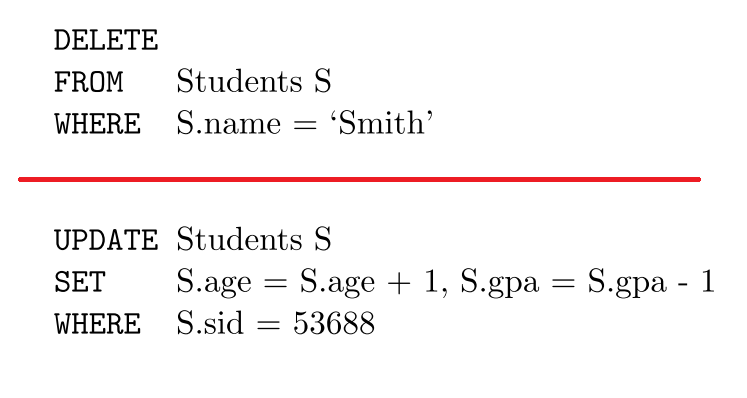 DELETE
FROM Students S
WHERE S.name = ‘Smith’
UPDATE Students S
SET S.age = S.age + 1, S.gpa = S.gpa - 1
WHERE S.sid = 53688